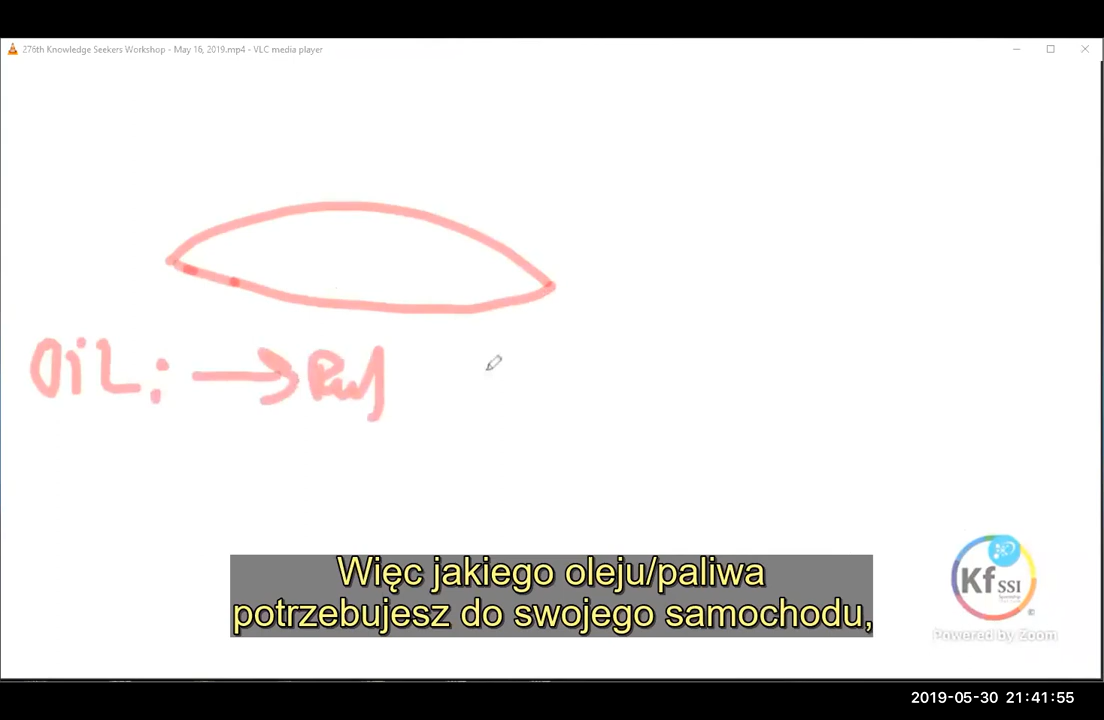 276th Knowledge Seekers Workshop - May 16, 2019.mp4 - VLC media player
OiL: →
Więc jakiego oleju/paliwa
potrzebujesz do swojego samochodu,
Kf SSI
Powered by Zoom
2019-05-30 21:41:55